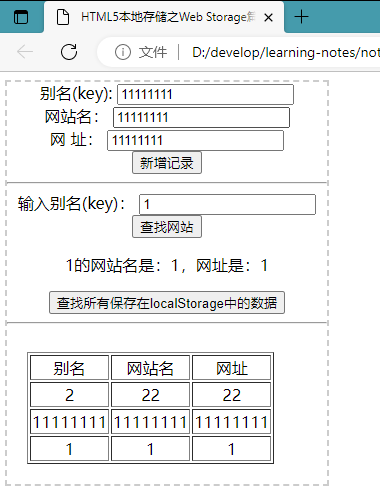 HTML5本地存储之Web Storage
文件 D:/develop/learning-notes/not
别名(key): 11111111
网站名： 11111111
网 址： 11111111
新增记录
输入别名(key)： 1
查找网站
1的网站名是：1，网址是：1
查找所有保存在localStorage中的数据
别名 网站名 网址
2 22 22
11111111 11111111 11111111
1 1 1